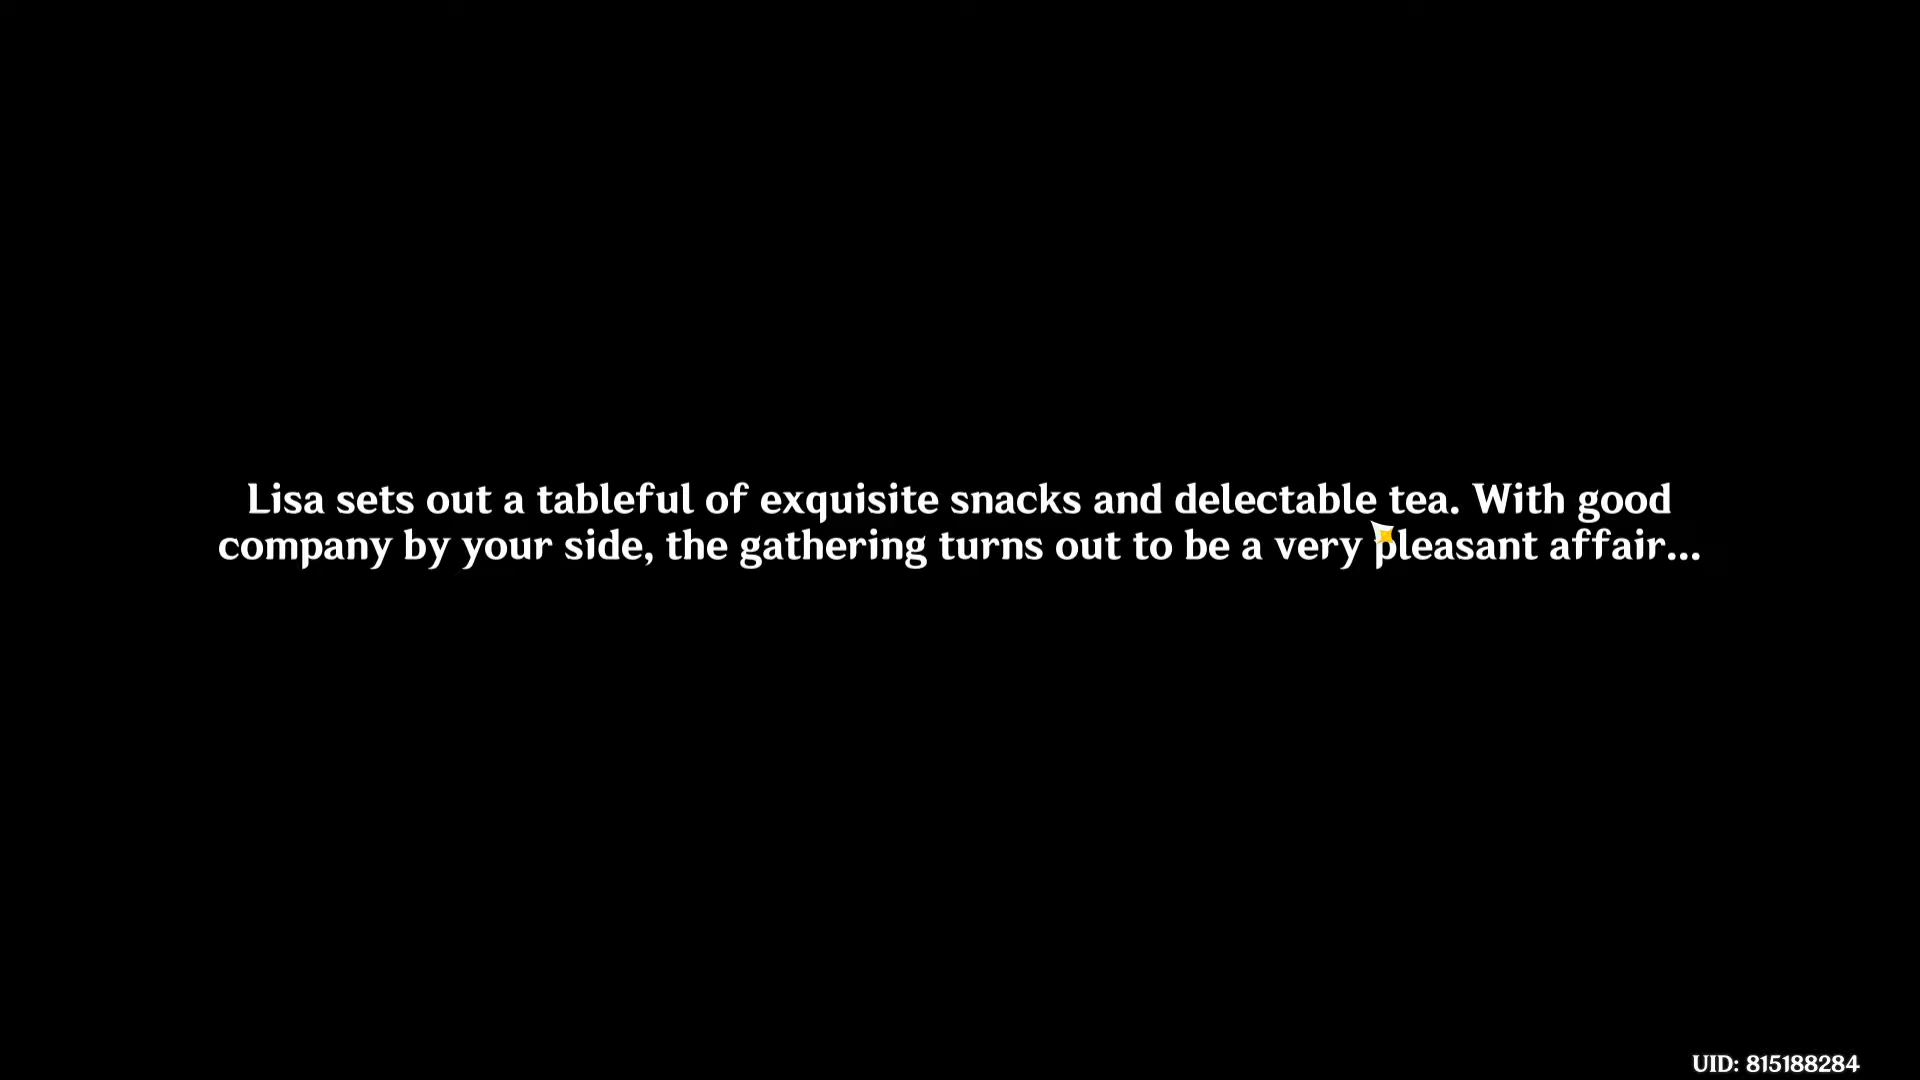 Lisa sets out a tableful of exquisite snacks and delectable tea. With good
company by your side, the gathering turns out to be a very pleasant affair...
UID: 815188284